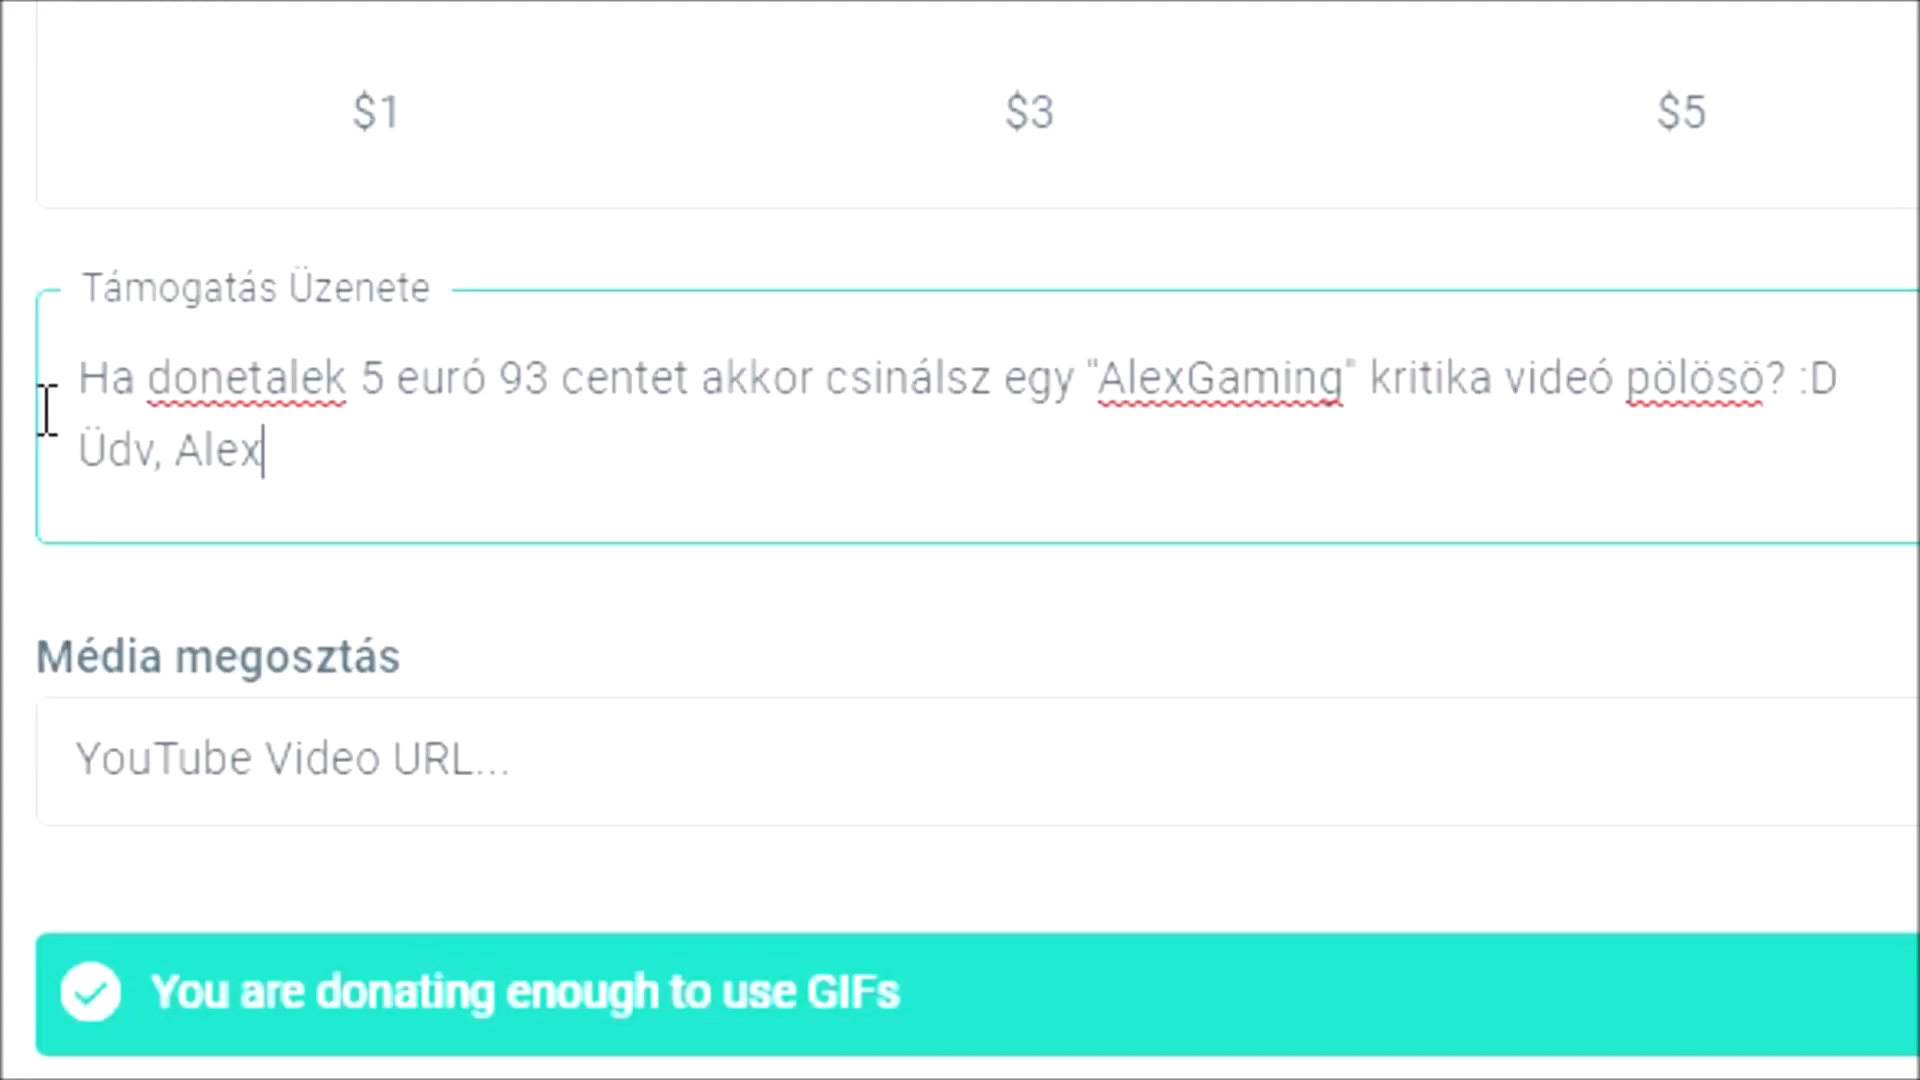 $1 $3 $5
Támogatás Üzenete
Ha donetalek 5 euró 93 centet akkor csinálsz egy "AlexGaming" kritika videó pölösö? :D
Üdv, Alex
Média megosztás
YouTube Video URL...
You are donating enough to use GIFs